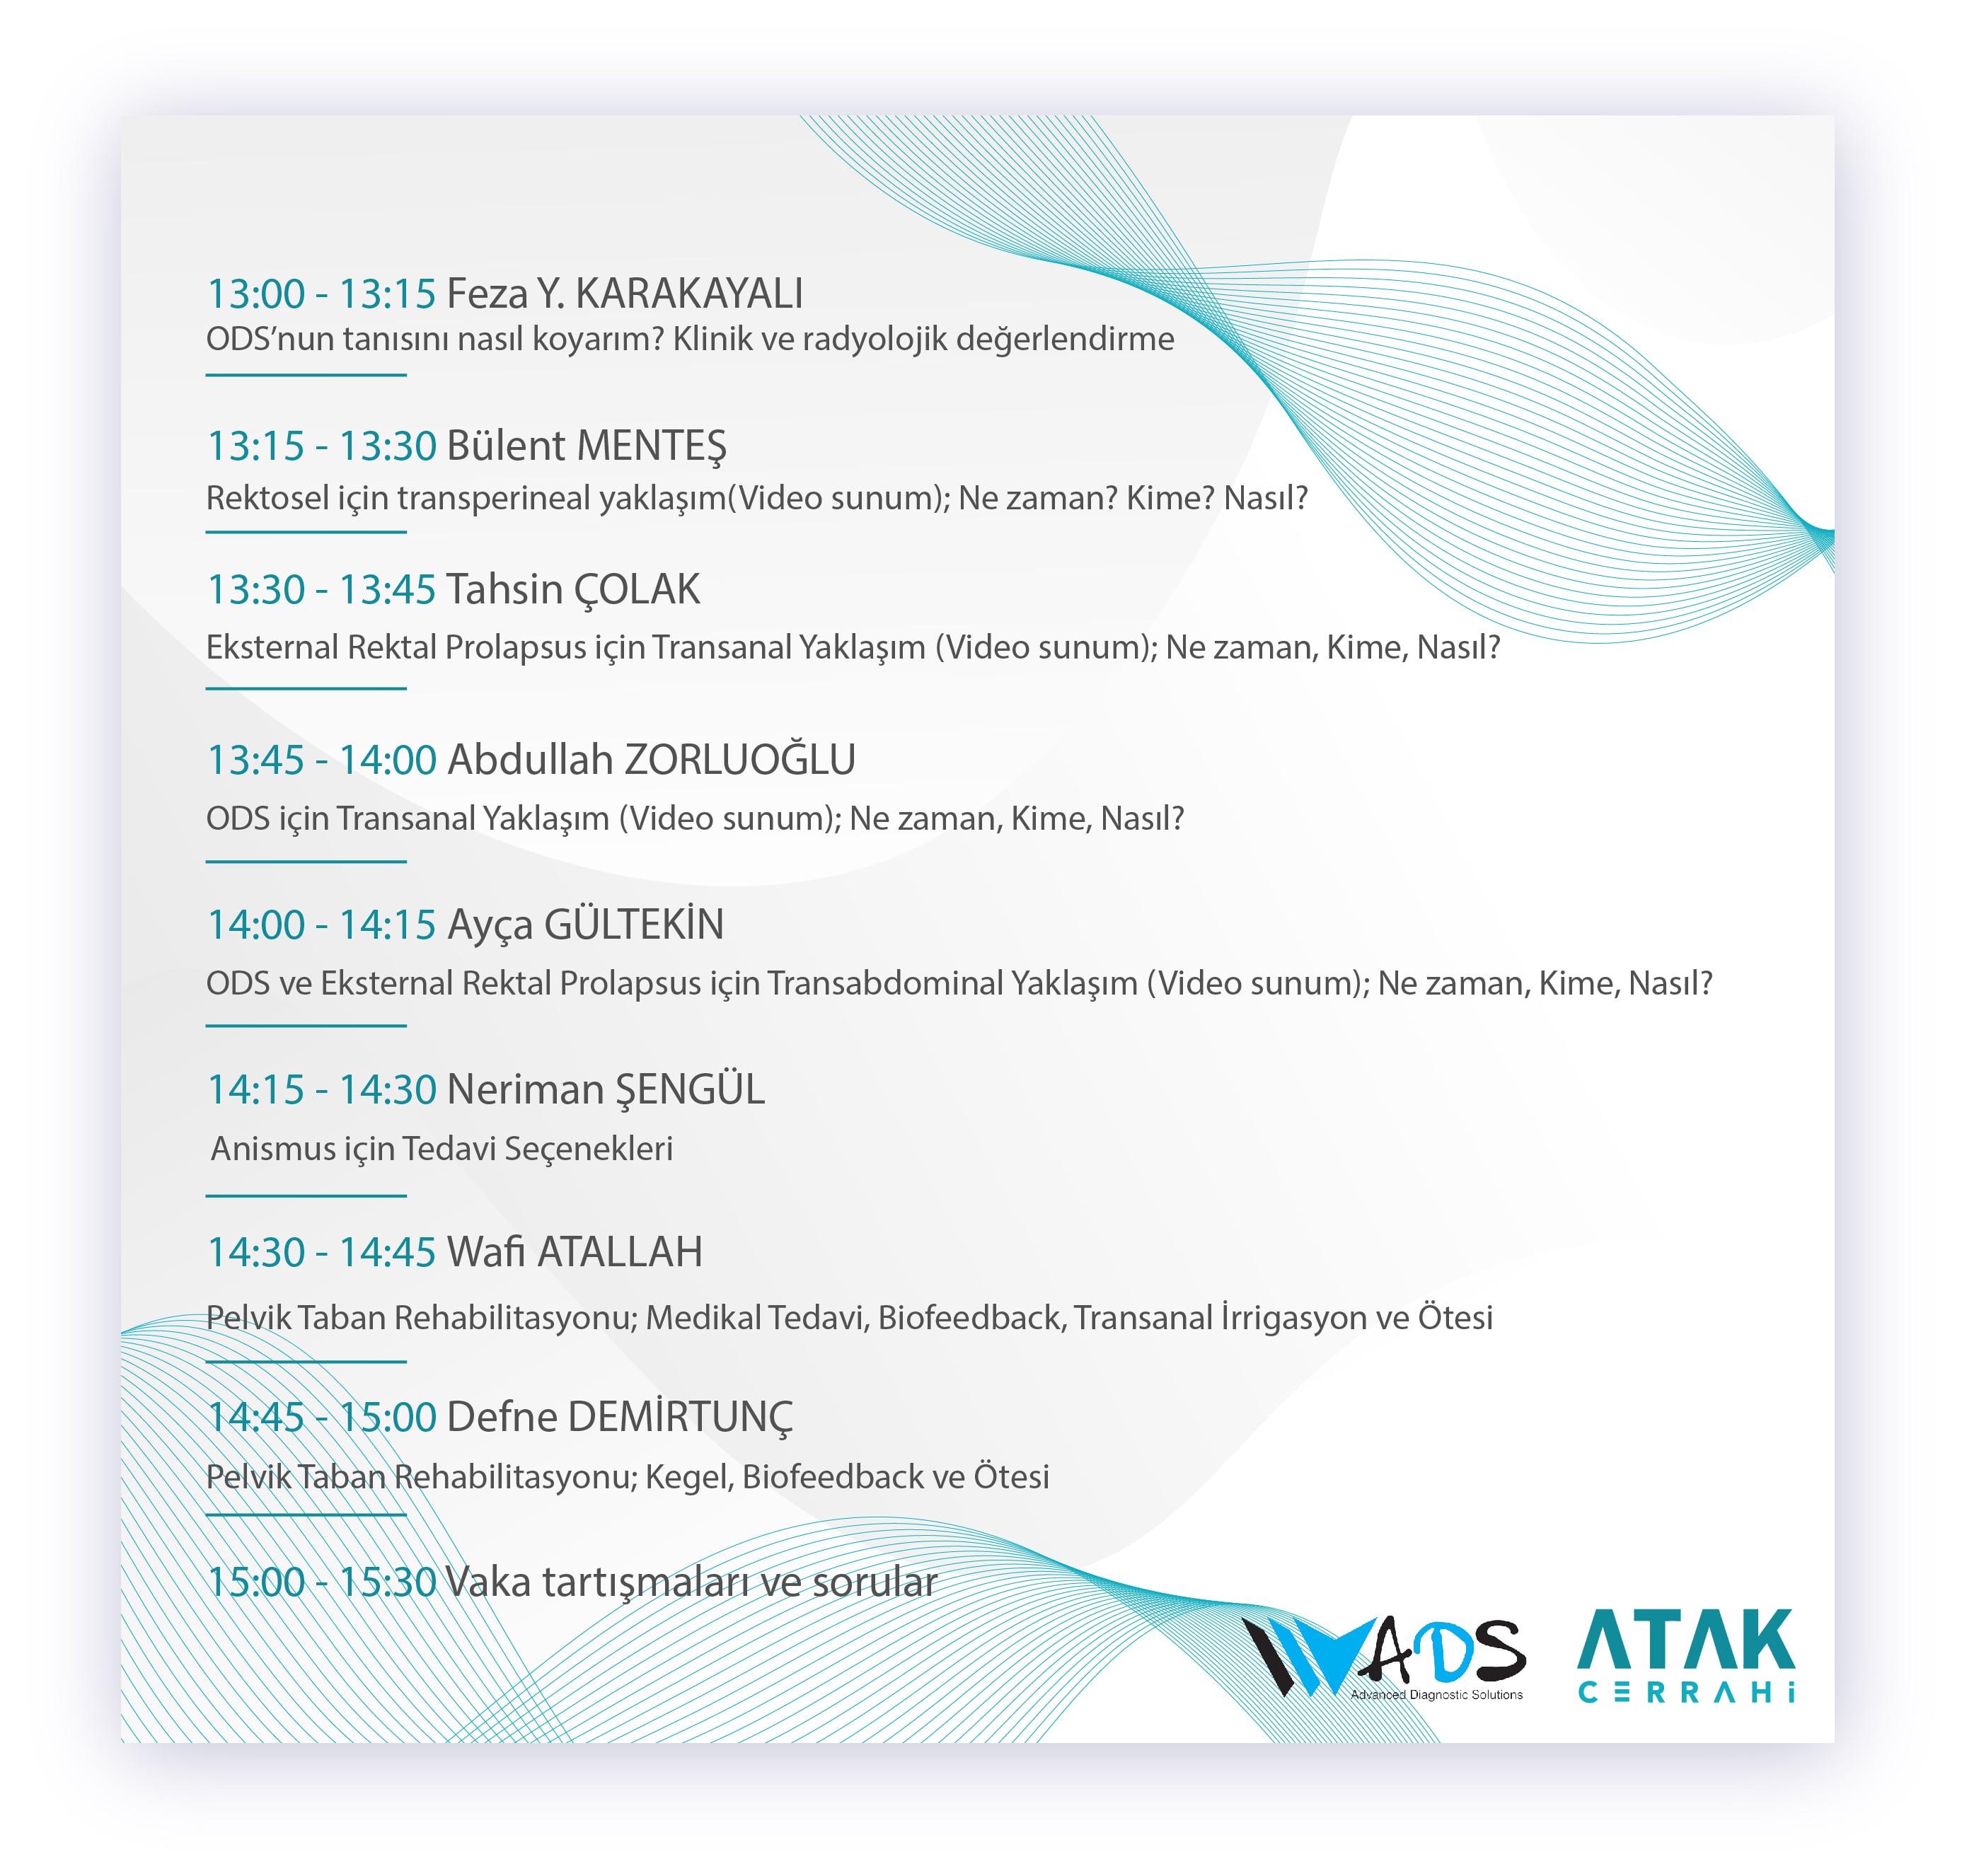 13:00 - 13:15 Feza Y. KARAKAYALI
ODS’nun tanısını nasıl koyarım? Klinik ve radyolojik değerlendirme
13:15 - 13:30 Bülent MENTEŞ
Rektosel için transperineal yaklaşım(Video sunum); Ne zaman? Kime? Nasıl?
13:30 - 13:45 Tahsin ÇOLAK
Eksternal Rektal Prolapsus için Transanal Yaklaşım (Video sunum); Ne zaman, Kime, Nasıl?
13:45 - 14:00 Abdullah ZORLUOĞLU
ODS için Transanal Yaklaşım (Video sunum); Ne zaman, Kime, Nasıl?
14:00 - 14:15 Ayça GÜLTEKİN
ODS ve Eksternal Rektal Prolapsus için Transabdominal Yaklaşım (Video sunum); Ne zaman, Kime, Nasıl?
14:15 - 14:30 Neriman ŞENGÜL
Anismus için Tedavi Seçenekleri
14:30 - 14:45 Wafi ATALLAH
Pelvik Taban Rehabilitasyonu; Medikal Tedavi, Biofeedback, Transanal İrrigasyon ve Ötesi
14:45 - 15:00 Defne DEMİRTUNÇ
Pelvik Taban Rehabilitasyonu; Kegel, Biofeedback ve Ötesi
15:00 - 15:30 Vaka tartışmaları ve sorular
ADS
Advanced Diagnostic Solutions
ATAK
CERRAHi